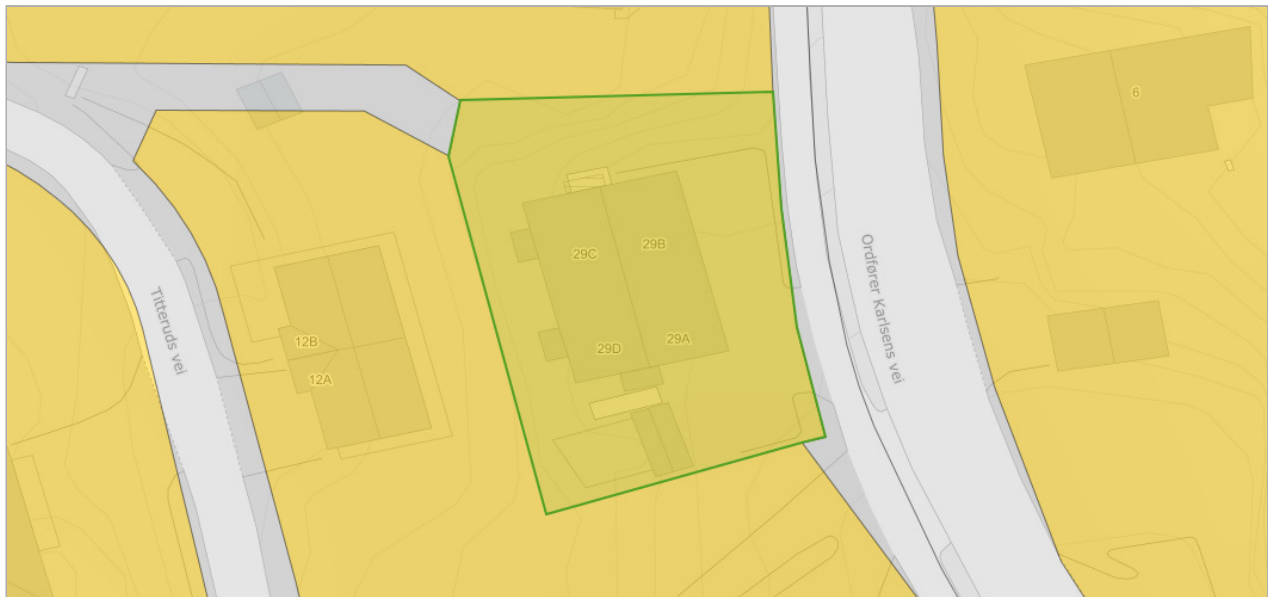 6
29B
29C
Ordfører Karlsens vei
Titteruds vei
29A
12B
29D
12A